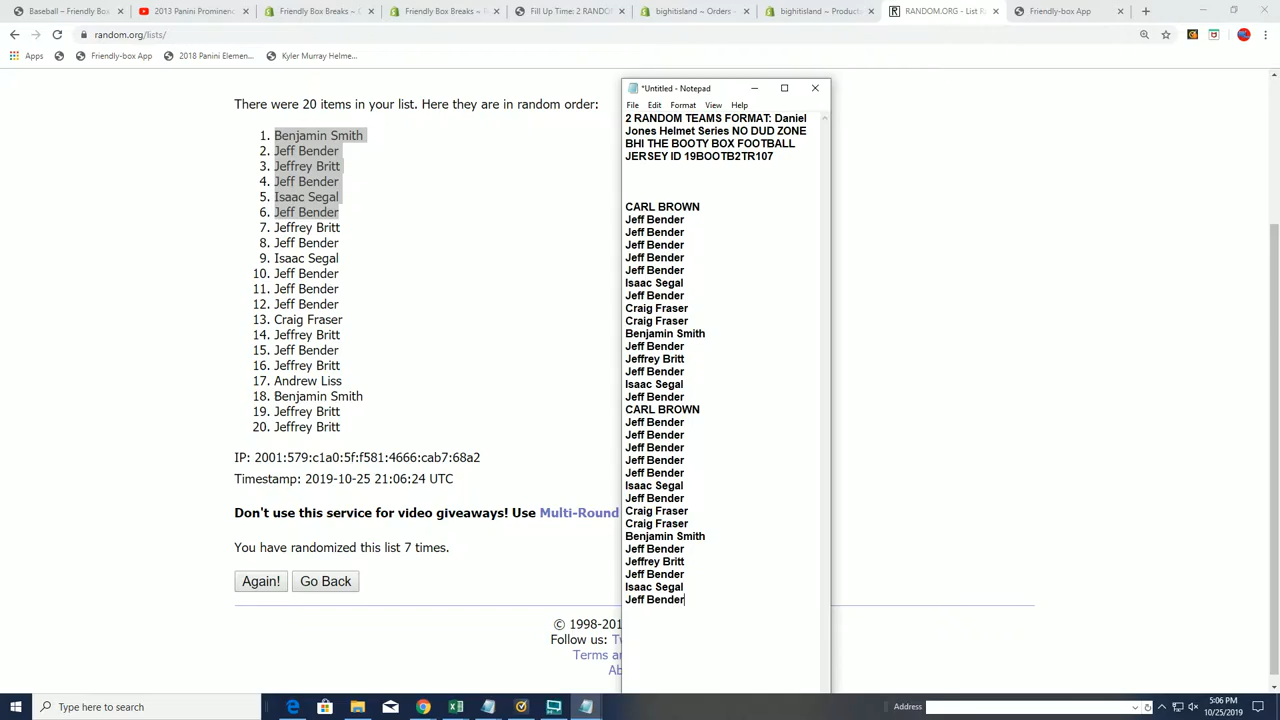 Baseball – Friendly Box
2013 Panini Prominenc
Friendly Box Breaks ~ C
Friendly Box Breaks ~ 
Fill Up Time: 2 RANDO
bighitisland ~ Orders ~
bighitisland ~ Product
RANDOM.ORG - List R
Friendly-box App
random.org/lists/
Apps
Friendly-box App
2018 Panini Elemen...
Kyler Murray Helme...
There were 20 items in your list. Here they are in random order:
1. Benjamin Smith
2. Jeff Bender
3. Jeffrey Britt
4. Jeff Bender
5. Isaac Segal
6. Jeff Bender
7. Jeffrey Britt
8. Jeff Bender
9. Isaac Segal
10. Jeff Bender
11. Jeff Bender
12. Jeff Bender
13. Craig Fraser
14. Jeffrey Britt
15. Jeff Bender
16. Jeffrey Britt
17. Andrew Liss
18. Benjamin Smith
19. Jeffrey Britt
20. Jeffrey Britt
IP: 2001:579:c1a0:5f:f581:4666:cab7:68a2
Timestamp: 2019-10-25 21:06:24 UTC
Don't use this service for video giveaways! Use Multi-Round
You have randomized this list 7 times.
Again!
Go Back
© 1998-201
Follow us: Tw
Terms an
Ab
*Untitled - Notepad
File Edit Format View Help
2 RANDOM TEAMS FORMAT: Daniel
Jones Helmet Series NO DUD ZONE
BHI THE BOOTY BOX FOOTBALL
JERSEY ID 19BOOTB2TR107
CARL BROWN
Jeff Bender
Jeff Bender
Jeff Bender
Jeff Bender
Jeff Bender
Isaac Segal
Jeff Bender
Craig Fraser
Craig Fraser
Benjamin Smith
Jeff Bender
Jeffrey Britt
Jeff Bender
Isaac Segal
Jeff Bender
CARL BROWN
Jeff Bender
Jeff Bender
Jeff Bender
Jeff Bender
Jeff Bender
Isaac Segal
Jeff Bender
Craig Fraser
Craig Fraser
Benjamin Smith
Jeff Bender
Jeffrey Britt
Jeff Bender
Isaac Segal
Jeff Bender
Type here to search
Address
5:06 PM
10/25/2019